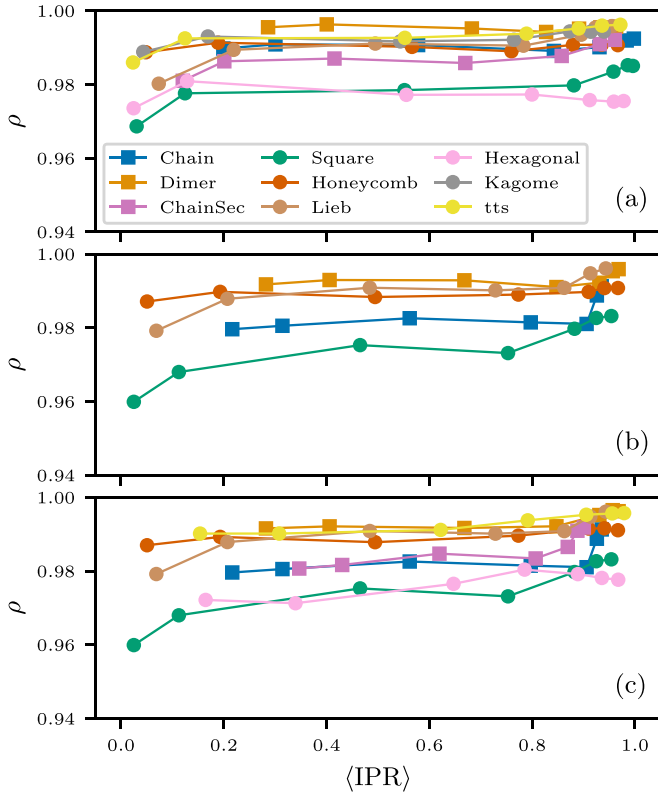 1.00
0.98
0.96
0.94
ρ
Chain Square Hexagonal
Dimer Honeycomb Kagome
ChainSec Lieb tts
(a)
1.00
0.98
0.96
0.94
ρ
(b)
1.00
0.98
0.96
0.94
ρ
(c)
0.0 0.2 0.4 0.6 0.8 1.0
⟨IPR⟩